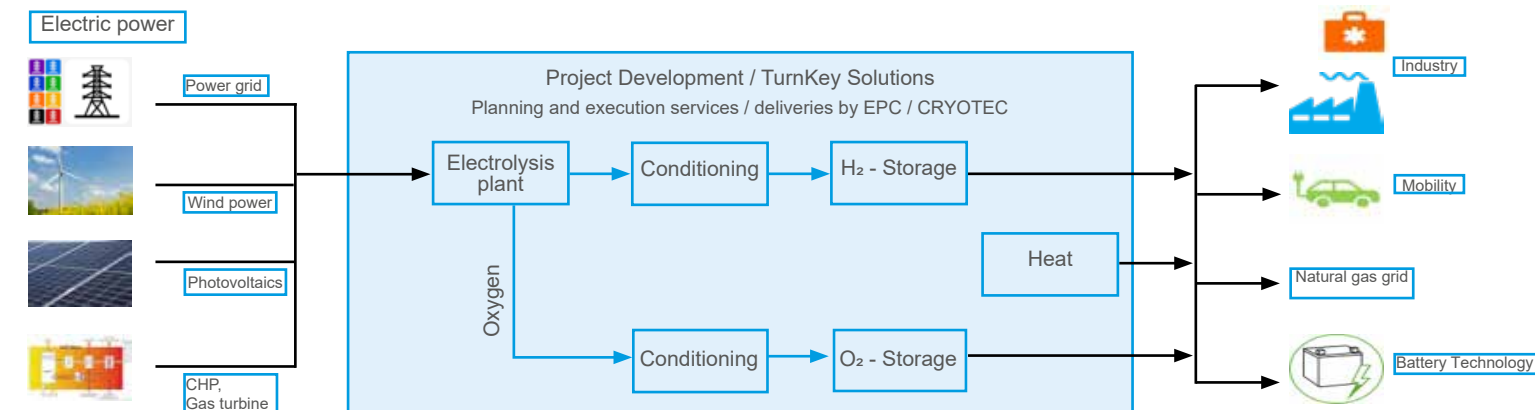 Electric power
Power grid
Wind power
Photovoltaics
CHP,
Gas turbine
Project Development / TurnKey Solutions
Planning and execution services / deliveries by EPC / CRYOTEC
Electrolysis
plant
Conditioning
H₂ - Storage
Oxygen
Heat
Conditioning
O₂ - Storage
Industry
Mobility
Natural gas grid
Battery Technology